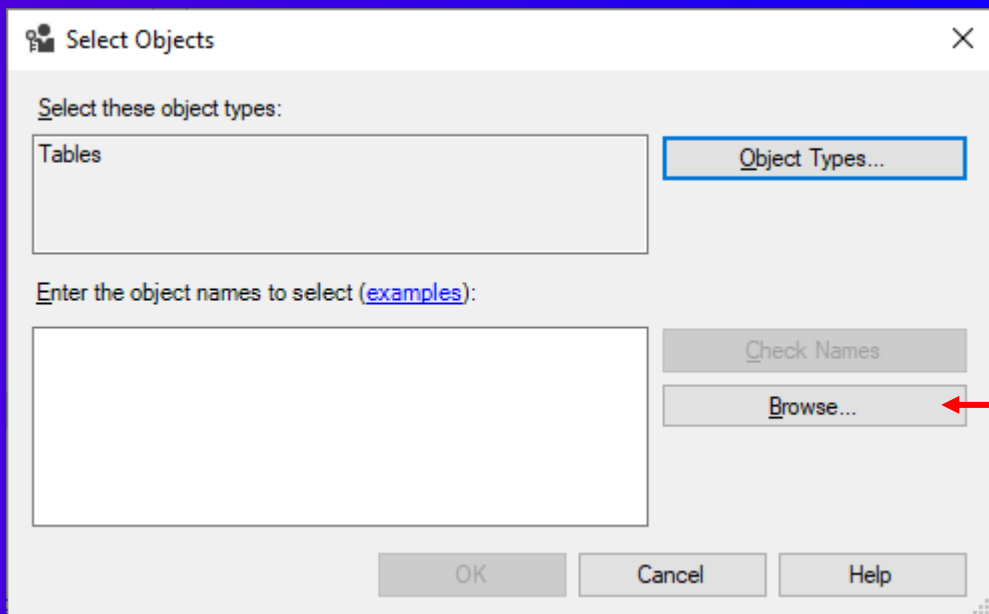 Select Objects
Select these object types:
Tables
Object Types...
Enter the object names to select (examples):
Check Names
Browse...
OK
Cancel
Help